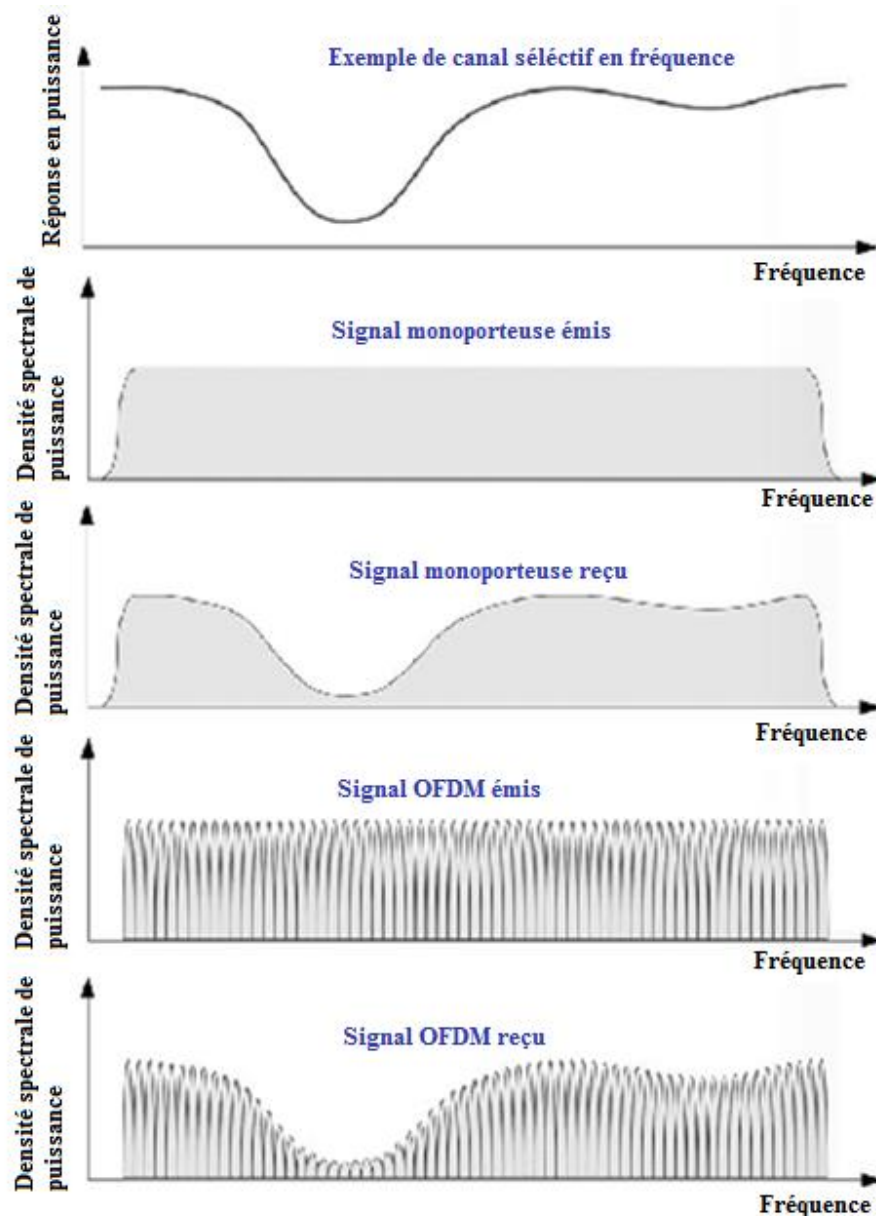 Exemple de canal séléctif en fréquence
Réponse en puissance
Fréquence
Signal monoporteuse émis
Densité spectrale de
puissance
Fréquence
Signal monoporteuse reçu
Densité spectrale de
puissance
Fréquence
Signal OFDM émis
Densité spectrale de
puissance
Fréquence
Signal OFDM reçu
Densité spectrale de
puissance
Fréquence